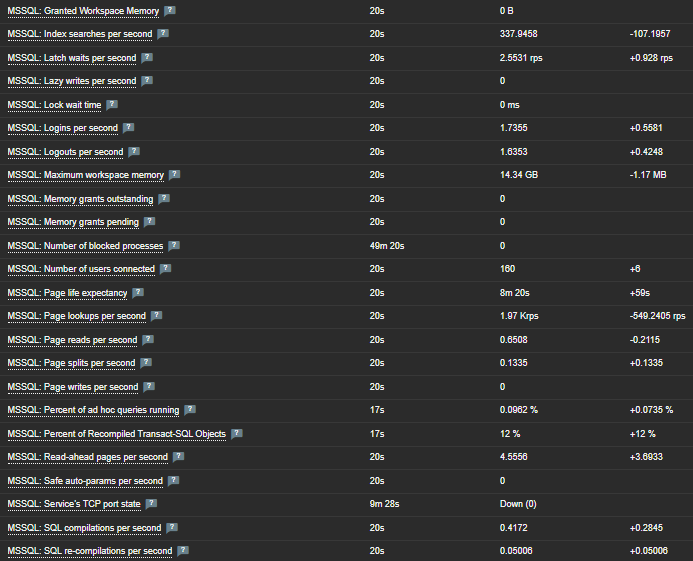 MSSQL: Granted Workspace Memory ? 20s 0 B
MSSQL: Index searches per second ? 20s 337.9458 -107.1957
MSSQL: Latch waits per second ? 20s 2.5531 rps +0.928 rps
MSSQL: Lazy writes per second ? 20s 0
MSSQL: Lock wait time ? 20s 0 ms
MSSQL: Logins per second ? 20s 1.7355 +0.5581
MSSQL: Logouts per second ? 20s 1.6353 +0.4248
MSSQL: Maximum workspace memory ? 20s 14.34 GB -1.17 MB
MSSQL: Memory grants outstanding ? 20s 0
MSSQL: Memory grants pending ? 20s 0
MSSQL: Number of blocked processes ? 49m 20s 0
MSSQL: Number of users connected ? 20s 160 +6
MSSQL: Page life expectancy ? 20s 8m 20s +59s
MSSQL: Page lookups per second ? 20s 1.97 Krps -549.2405 rps
MSSQL: Page reads per second ? 20s 0.6508 -0.2115
MSSQL: Page splits per second ? 20s 0.1335 +0.1335
MSSQL: Page writes per second ? 20s 0
MSSQL: Percent of ad hoc queries running ? 17s 0.0962 % +0.0735 %
MSSQL: Percent of Recompiled Transact-SQL Objects ? 17s 12 % +12 %
MSSQL: Read-ahead pages per second ? 20s 4.5556 +3.6933
MSSQL: Safe auto-params per second ? 20s 0
MSSQL: Service's TCP port state ? 9m 28s Down (0)
MSSQL: SQL compilations per second ? 20s 0.4172 +0.2845
MSSQL: SQL re-compilations per second ? 20s 0.05006 +0.05006